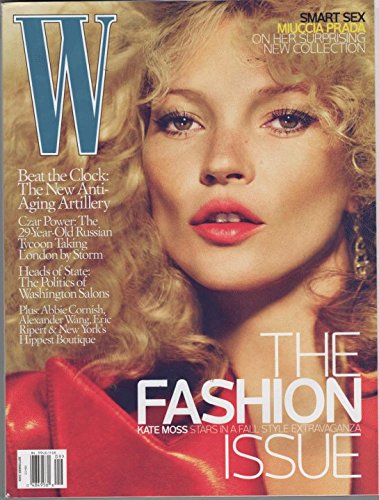 W
SMART SEX
MIUCCIA PRADA
ON HER SURPRISING
NEW COLLECTION
Beat the Clock:
The New Anti-
Aging Artillery
Czar Power: The
29-Year-Old Russian
Tycoon Taking
London by Storm
Heads of State:
The Politics of
Washington Salons
Plus: Abbie Cornish,
Alexander Wang, Eric
Ripert & New York's
Hippest Boutique
THE
FASHION
KATE MOSS STARS IN A FALL STYLE EXTRAVAGANZA
ISSUE